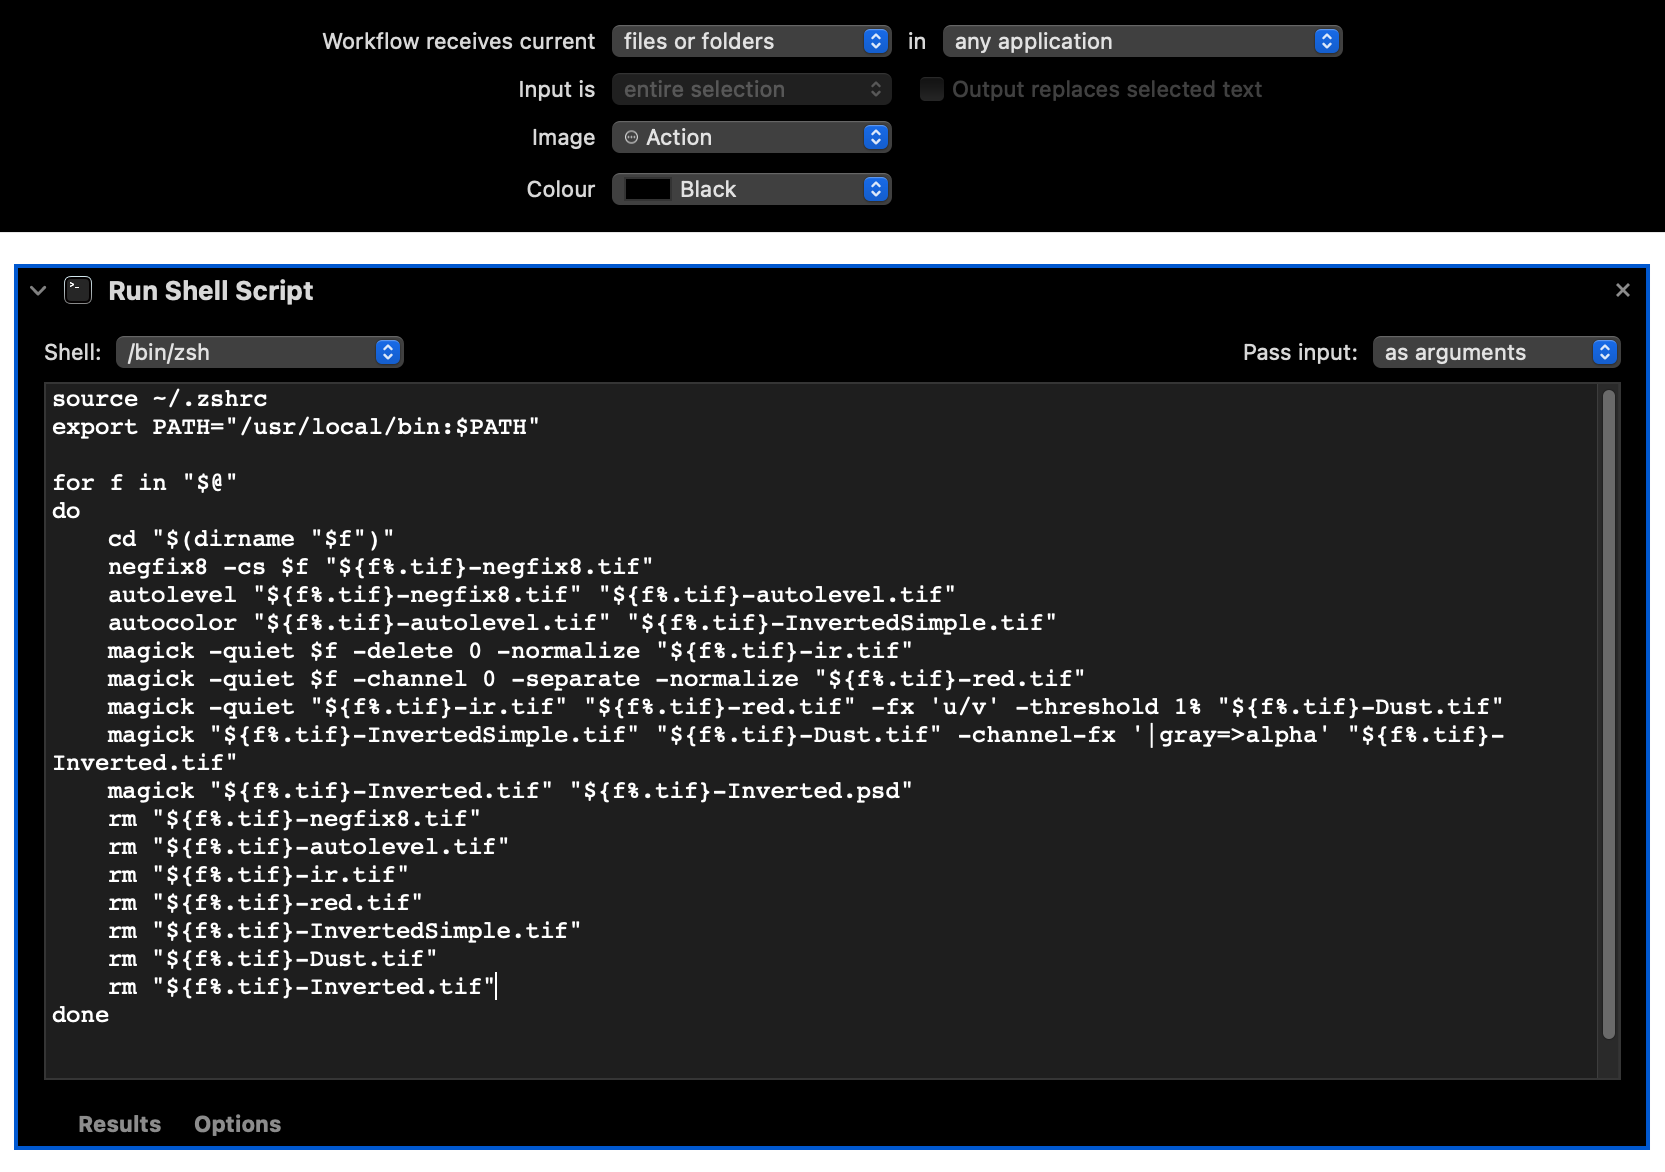 Workflow receives current files or folders in any application
Input is entire selection Output replaces selected text
Image Action
Colour Black
Run Shell Script
Shell: /bin/zsh Pass input: as arguments
source ~/.zshrc
export PATH="/usr/local/bin:$PATH"
for f in "$@"
do
cd "$(dirname "$f")"
negfix8 -cs $f "${f%.tif}-negfix8.tif"
autolevel "${f%.tif}-negfix8.tif" "${f%.tif}-autolevel.tif"
autocolor "${f%.tif}-autolevel.tif" "${f%.tif}-InvertedSimple.tif"
magick -quiet $f -delete 0 -normalize "${f%.tif}-ir.tif"
magick -quiet $f -channel 0 -separate -normalize "${f%.tif}-red.tif"
magick -quiet "${f%.tif}-ir.tif" "${f%.tif}-red.tif" -fx 'u/v' -threshold 1% "${f%.tif}-Dust.tif"
magick "${f%.tif}-InvertedSimple.tif" "${f%.tif}-Dust.tif" -channel-fx '|gray=>alpha' "${f%.tif}-
Inverted.tif"
magick "${f%.tif}-Inverted.tif" "${f%.tif}-Inverted.psd"
rm "${f%.tif}-negfix8.tif"
rm "${f%.tif}-autolevel.tif"
rm "${f%.tif}-ir.tif"
rm "${f%.tif}-red.tif"
rm "${f%.tif}-InvertedSimple.tif"
rm "${f%.tif}-Dust.tif"
rm "${f%.tif}-Inverted.tif"
done
Results Options